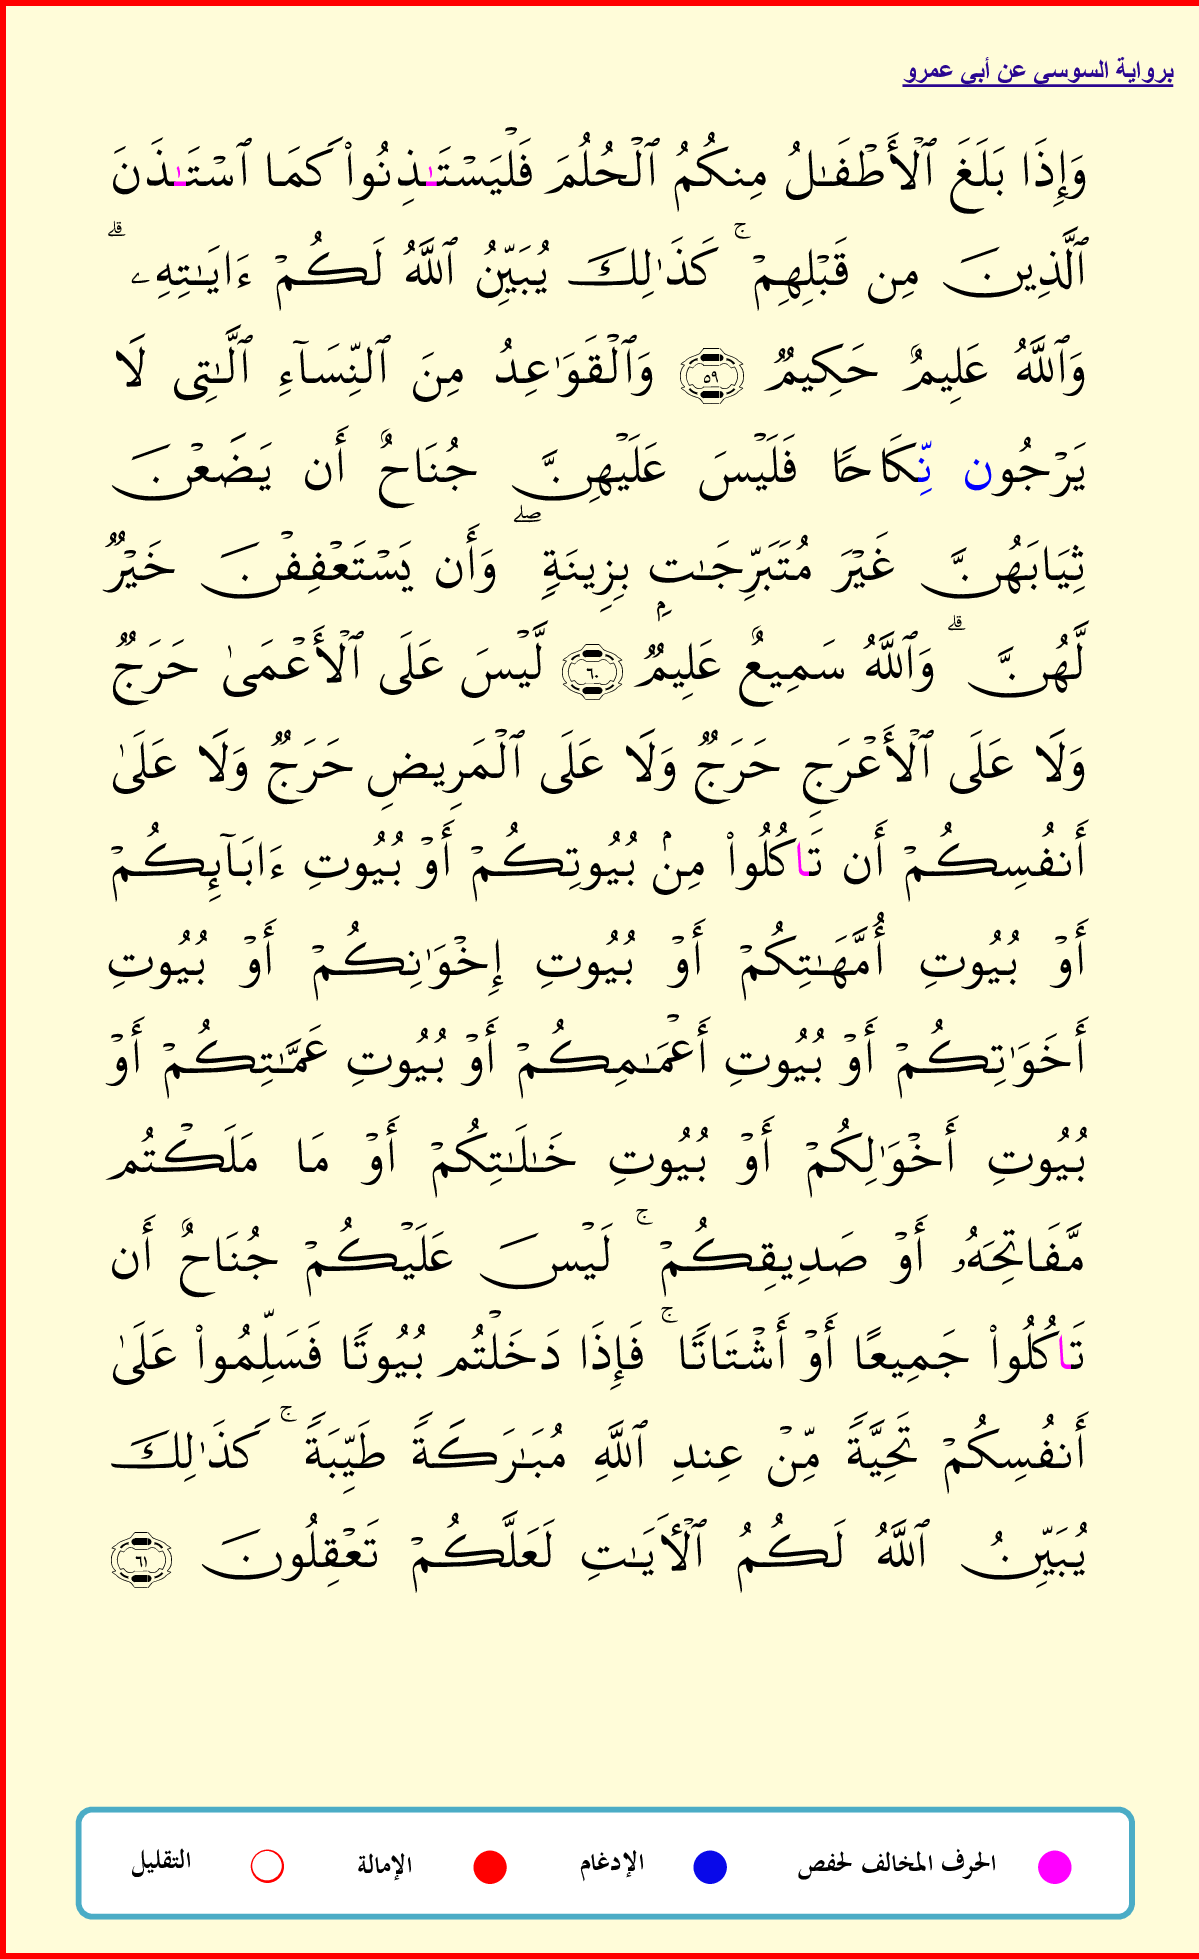 برواية السوسي عن أبي عمرو
وَإِذَا بَلَغَ ٱلۡأَطۡفَـٰلُ مِنكُمُ ٱلۡحُلُمَ فَلۡيَسۡتَـٰذِنُواْ كَمَا ٱسۡتَـٰذَنَ
ٱلَّذِينَ مِن قَبۡلِهِمۡۚ كَذَٰلِكَ يُبَيِّنُ ٱللَّهُ لَكُمۡ ءَايَـٰتِهِۦۗ
وَٱللَّهُ عَلِيمٌ حَكِيمٞ ٥٩ وَٱلۡقَوَٰعِدُ مِنَ ٱلنِّسَآءِ ٱلَّـٰتِى لَا
يَرۡجُون نِّكَاحٗا فَلَيۡسَ عَلَيۡهِنَّ جُنَاحٌ أَن يَضَعۡنَ
ثِيَابَهُنَّ غَيۡرَ مُتَبَرِّجَـٰتِۭ بِزِينَةٖۖ وَأَن يَسۡتَعۡفِفۡنَ خَيۡرٞ
لَّهُنَّۗ وَٱللَّهُ سَمِيعٌ عَلِيمٞ ٦٠ لَّيۡسَ عَلَى ٱلۡأَعۡمَىٰ حَرَجٞ
وَلَا عَلَى ٱلۡأَعۡرَجِ حَرَجٞ وَلَا عَلَى ٱلۡمَرِيضِ حَرَجٞ وَلَا عَلَىٰ
أَنفُسِكُمۡ أَن تَاكُلُواْ مِنۢ بُيُوتِكُمۡ أَوۡ بُيُوتِ ءَابَآئِكُمۡ
أَوۡ بُيُوتِ أُمَّهَـٰتِكُمۡ أَوۡ بُيُوتِ إِخۡوَٰنِكُمۡ أَوۡ بُيُوتِ
أَخَوَٰتِكُمۡ أَوۡ بُيُوتِ أَعۡمَـٰمِكُمۡ أَوۡ بُيُوتِ عَمَّـٰتِكُمۡ أَوۡ
بُيُوتِ أَخۡوَٰلِكُمۡ أَوۡ بُيُوتِ خَـٰلَـٰتِكُمۡ أَوۡ مَا مَلَكۡتُم
مَّفَاتِحَهُۥ أَوۡ صَدِيقِكُمۡۚ لَيۡسَ عَلَيۡكُمۡ جُنَاحٌ أَن
تَاكُلُواْ جَمِيعًا أَوۡ أَشۡتَاتٗاۚ فَإِذَا دَخَلۡتُم بُيُوتٗا فَسَلِّمُواْ عَلَىٰ
أَنفُسِكُمۡ تَحِيَّةٗ مِّنۡ عِندِ ٱللَّهِ مُبَـٰرَكَةٗ طَيِّبَةٗۚ كَذَٰلِكَ
يُبَيِّنُ ٱللَّهُ لَكُمُ ٱلۡأٓيَـٰتِ لَعَلَّكُمۡ تَعۡقِلُونَ ٦١
الحرف المخالف لحفص الإدغام الإمالة التقليل